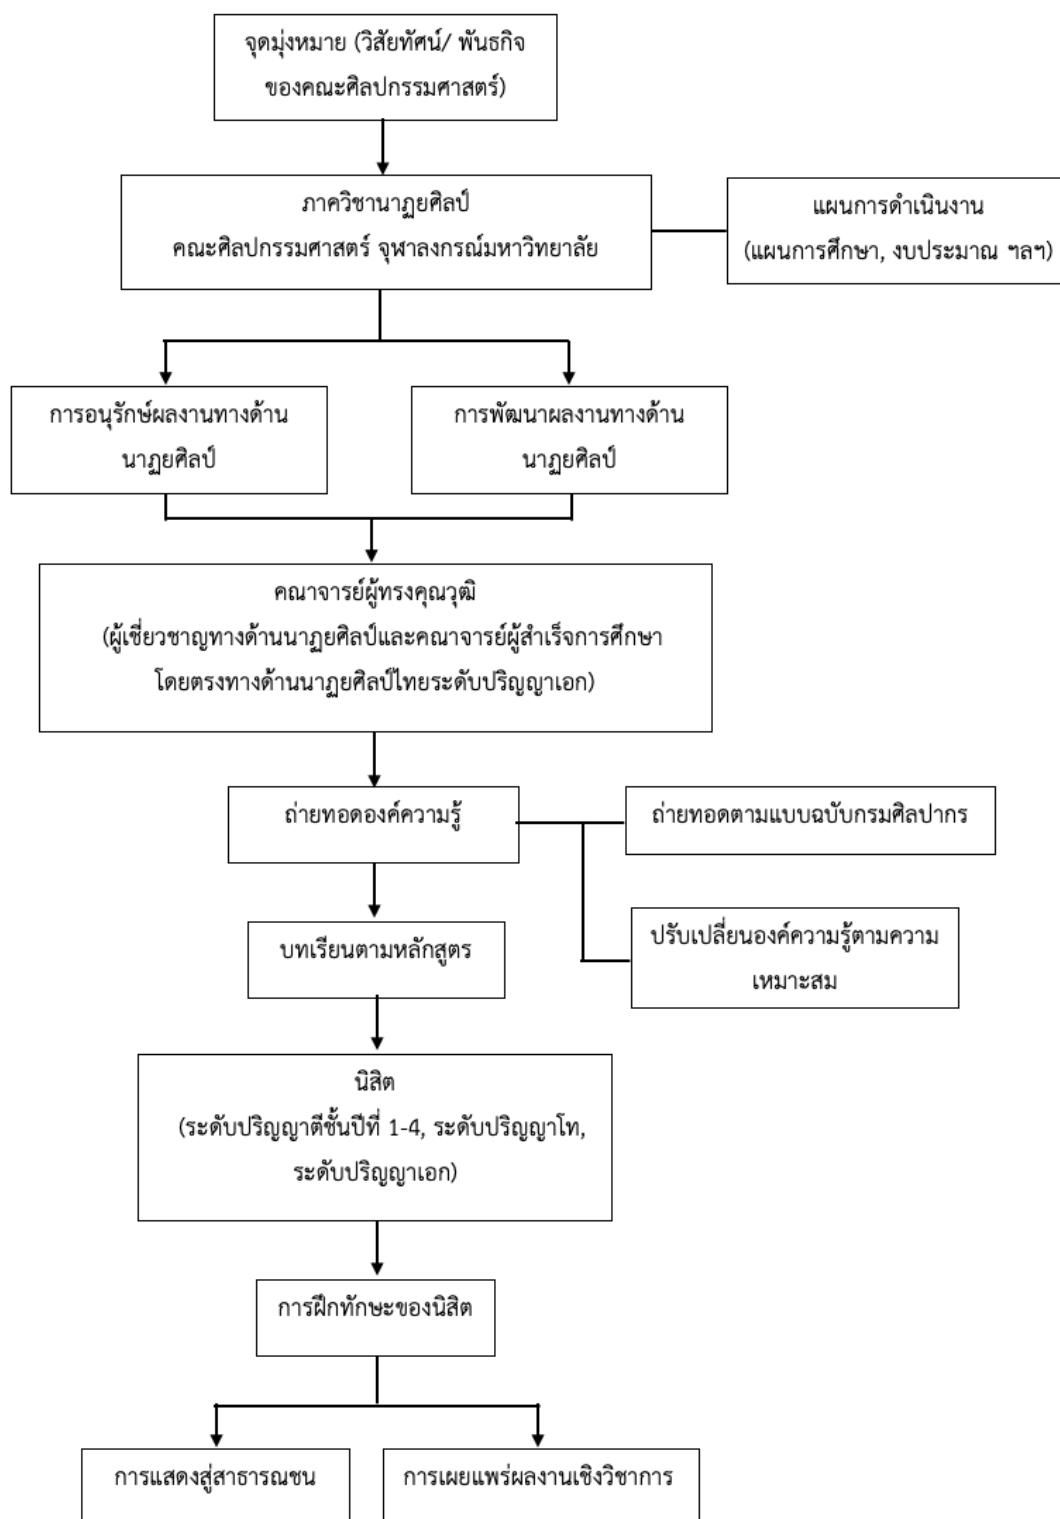 จุดมุ่งหมาย (วิสัยทัศน์/ พันธกิจ
ของคณะศิลปกรรมศาสตร์)
ภาควิชานาฏยศิลป์
คณะศิลปกรรมศาสตร์ จุฬาลงกรณ์มหาวิทยาลัย
แผนการดำเนินงาน
(แผนการศึกษา, งบประมาณ ฯลฯ)
การอนุรักษ์ผลงานทางด้าน
นาฏยศิลป์
การพัฒนาผลงานทางด้าน
นาฏยศิลป์
คณาจารย์ผู้ทรงคุณวุฒิ
(ผู้เชี่ยวชาญทางด้านนาฏยศิลป์และคณาจารย์ผู้สำเร็จการศึกษา
โดยตรงทางด้านนาฏยศิลป์ไทยระดับปริญญาเอก)
ถ่ายทอดองค์ความรู้
ถ่ายทอดตามแบบฉบับกรมศิลปากร
ปรับเปลี่ยนองค์ความรู้ตามความ
เหมาะสม
บทเรียนตามหลักสูตร
นิสิต
(ระดับปริญญาตีชั้นปีที่ 1-4, ระดับปริญญาโท,
ระดับปริญญาเอก)
การฝึกทักษะของนิสิต
การแสดงสู่สาธารณชน
การเผยแพร่ผลงานเชิงวิชาการ